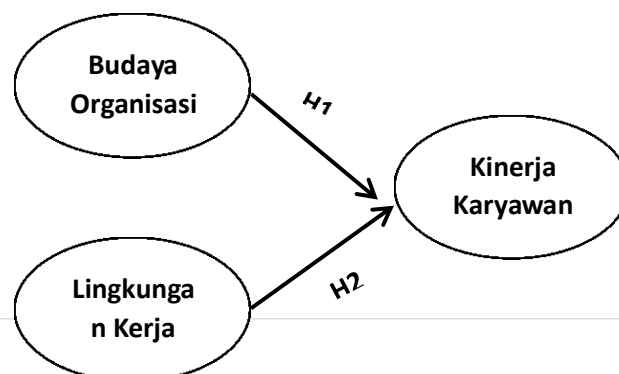 Budaya
Organisasi
H1
Kinerja
Karyawan
H2
Lingkunga
n Kerja